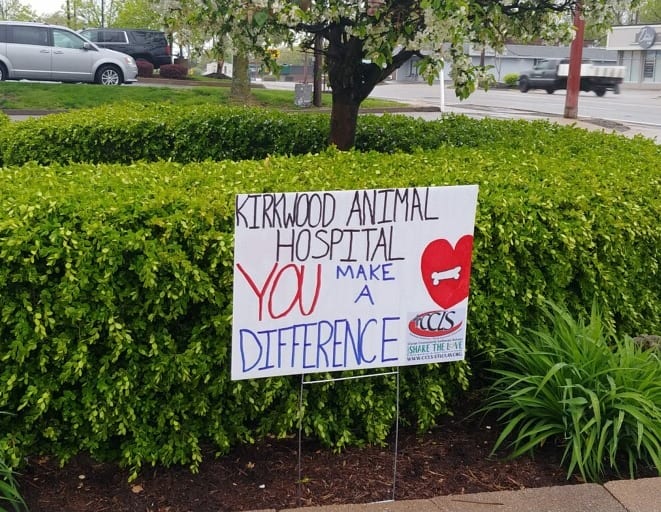 KIRKWOOD ANIMAL
HOSPITAL
YOU MAKE
A
DIFFERENCE
CCLS
SHARE THE LOVE